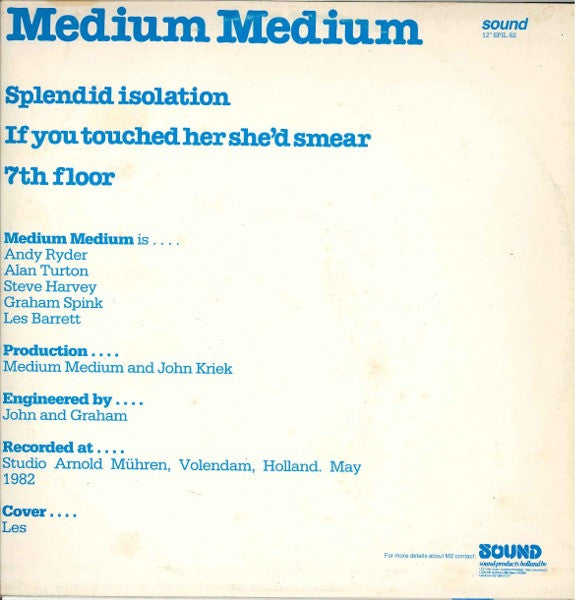 Medium Medium
sound
12" SPIL 82
Splendid isolation
If you touched her she'd smear
7th floor
Medium Medium is . . . .
Andy Ryder
Alan Turton
Steve Harvey
Graham Spink
Les Barrett
Production . . . .
Medium Medium and John Kriek
Engineered by . . . .
John and Graham
Recorded at . . . .
Studio Arnold Mühren, Volendam, Holland. May
1982
Cover . . . .
Les
For more details about M2 contact:
SOUND
sound products holland bv